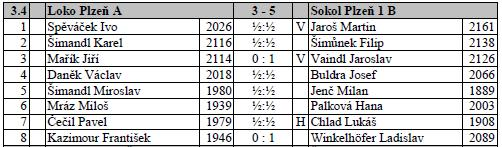 3.4 Loko Plzeň A 3 - 5 Sokol Plzeň 1 B
1 Spěváček Ivo 2026 ½:½ V Jaroš Martin 2161
2 Šimandl Karel 2116 ½:½ Šimůnek Filip 2138
3 Mařík Jiří 2114 0 : 1 V Vaindl Jaroslav 2126
4 Daněk Václav 2018 ½:½ Buldra Josef 2066
5 Šimandl Miroslav 1980 ½:½ Jenč Milan 1889
6 Mráz Miloš 1939 ½:½ Palková Hana 2003
7 Čečil Pavel 1979 ½:½ H Chlad Lukáš 1908
8 Kazimour František 1946 0 : 1 Winkelhöfer Ladislav 2089